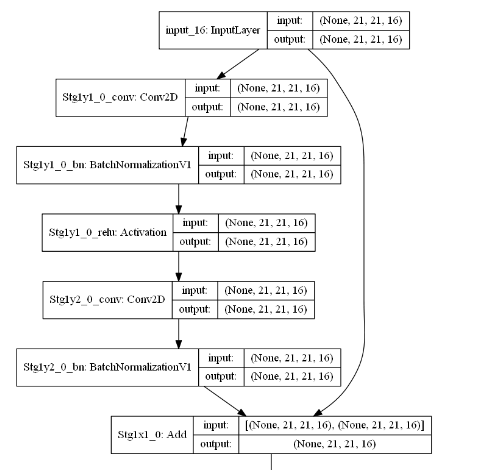 input_16: InputLayer input: (None, 21, 21, 16)
output: (None, 21, 21, 16)
Stg1y1_0_conv: Conv2D input: (None, 21, 21, 16)
output: (None, 21, 21, 16)
Stg1y1_0_bn: BatchNormalizationV1 input: (None, 21, 21, 16)
output: (None, 21, 21, 16)
Stg1y1_0_relu: Activation input: (None, 21, 21, 16)
output: (None, 21, 21, 16)
Stg1y2_0_conv: Conv2D input: (None, 21, 21, 16)
output: (None, 21, 21, 16)
Stg1y2_0_bn: BatchNormalizationV1 input: (None, 21, 21, 16)
output: (None, 21, 21, 16)
Stg1x1_0: Add input: [(None, 21, 21, 16), (None, 21, 21, 16)]
output: (None, 21, 21, 16)